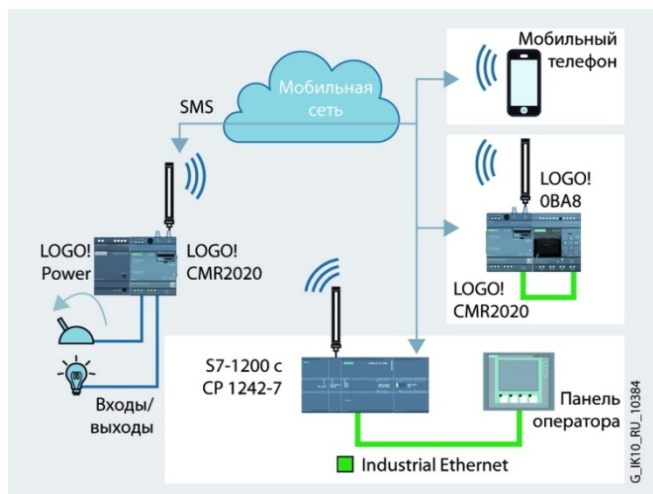 Мобильный
телефон
Мобильная
сеть
SMS
LOGO!
0BA8
LOGO!
Power
LOGO!
CMR2020
LOGO!
CMR2020
S7-1200 с
CP 1242-7
Входы/
выходы
Панель
оператора
Industrial Ethernet
G_IK10_RU_10384